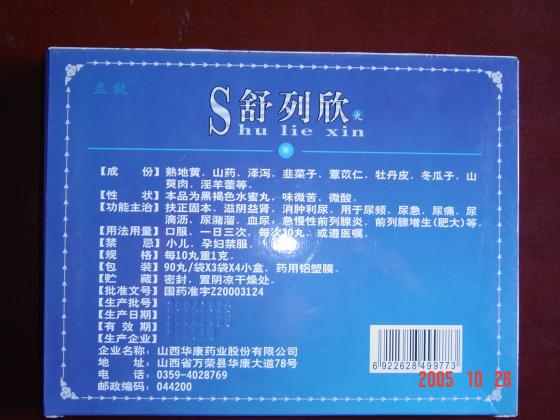 立效
S舒列欣丸
hu lie xin
【成 份】熟地黄，山药，泽泻，韭菜子，薏苡仁，牡丹皮，冬瓜子，山
萸肉，淫羊藿等。
【性 状】本品为黑褐色水蜜丸，味微苦，微酸。
【功能主治】扶正固本，滋阴益肾，消肿利尿。用于尿频，尿急，尿痛，尿
滴沥，尿潴溜，血尿，急慢性前列腺炎，前列腺增生(肥大)等。
【用法用量】口服，一日三次，每次30丸，或遵医嘱。
【禁 忌】小儿，孕妇禁服。
【规 格】每10丸重1克。
【包 装】90丸/袋X3袋X4小盒，药用铝塑膜。
【贮 藏】密封，置阴凉干燥处。
【批准文号】国药准字Z20003124
【生产批号】
【生产日期】
【有 效 期】
【生产企业】
企业名称：山西华康药业股份有限公司
地 址：山西省万荣县华康大道78号
电 话：0359-4028769
邮政编码：044200
6 922628 499773
2005 10 26